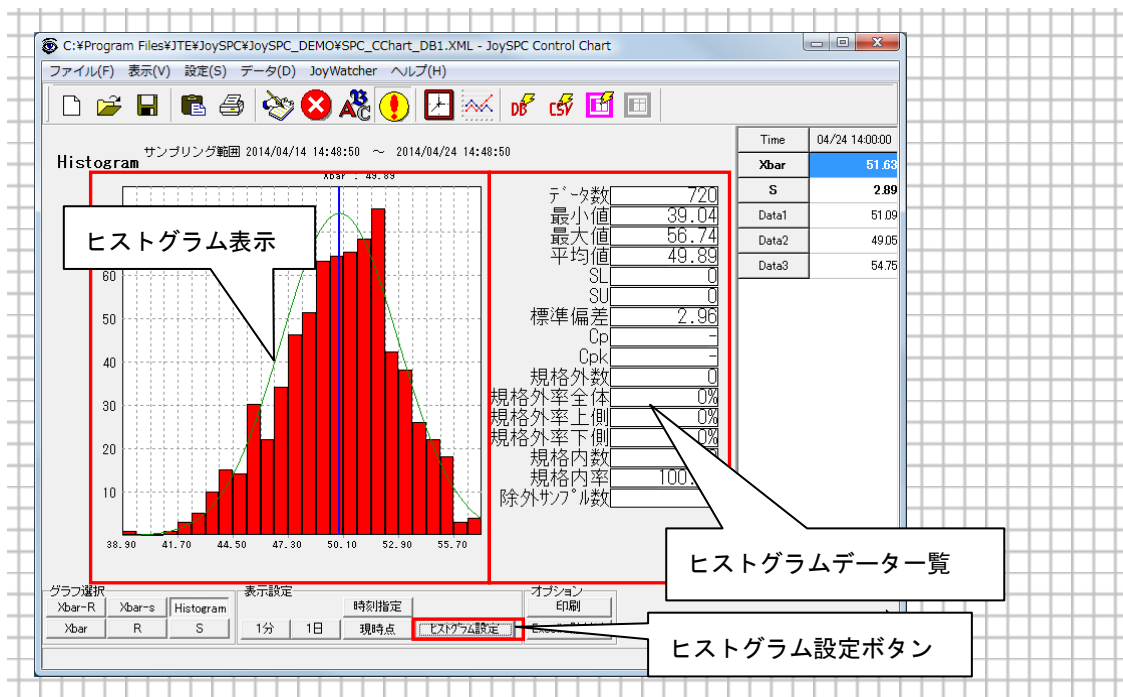 C:¥Program Files¥JTE¥JoySPC¥JoySPC_DEMO¥SPC_CChart_DB1.XML - JoySPC Control Chart
ファイル(F) 表示(V) 設定(S) データ(D) JoyWatcher ヘルプ(H)
DB CSV
Histogram サンプリング範囲 2014/04/14 14:48:50 ～ 2014/04/24 14:48:50
Xbar : 49.89
ヒストグラム表示
60
50
40
30
20
10
38.90 41.70 44.50 47.30 50.10 52.90 55.70
データ数 720
最小値 39.04
最大値 56.74
平均値 49.89
SL 0
SU 0
標準偏差 2.96
Cp -
Cpk -
規格外数 0
規格外率全体 0%
規格外率上側 0%
規格外率下側 0%
規格内数
規格内率 100.
除外サンプル数
Time 04/24 14:00:00
Xbar 51.63
S 2.89
Data1 51.09
Data2 49.05
Data3 54.75
ヒストグラムデータ一覧
グラフ選択
Xbar-R Xbar-s Histogram
Xbar R S
表示設定
時刻指定
1分 1日 現時点 ヒストグラム設定
オプション
印刷
ヒストグラム設定ボタン